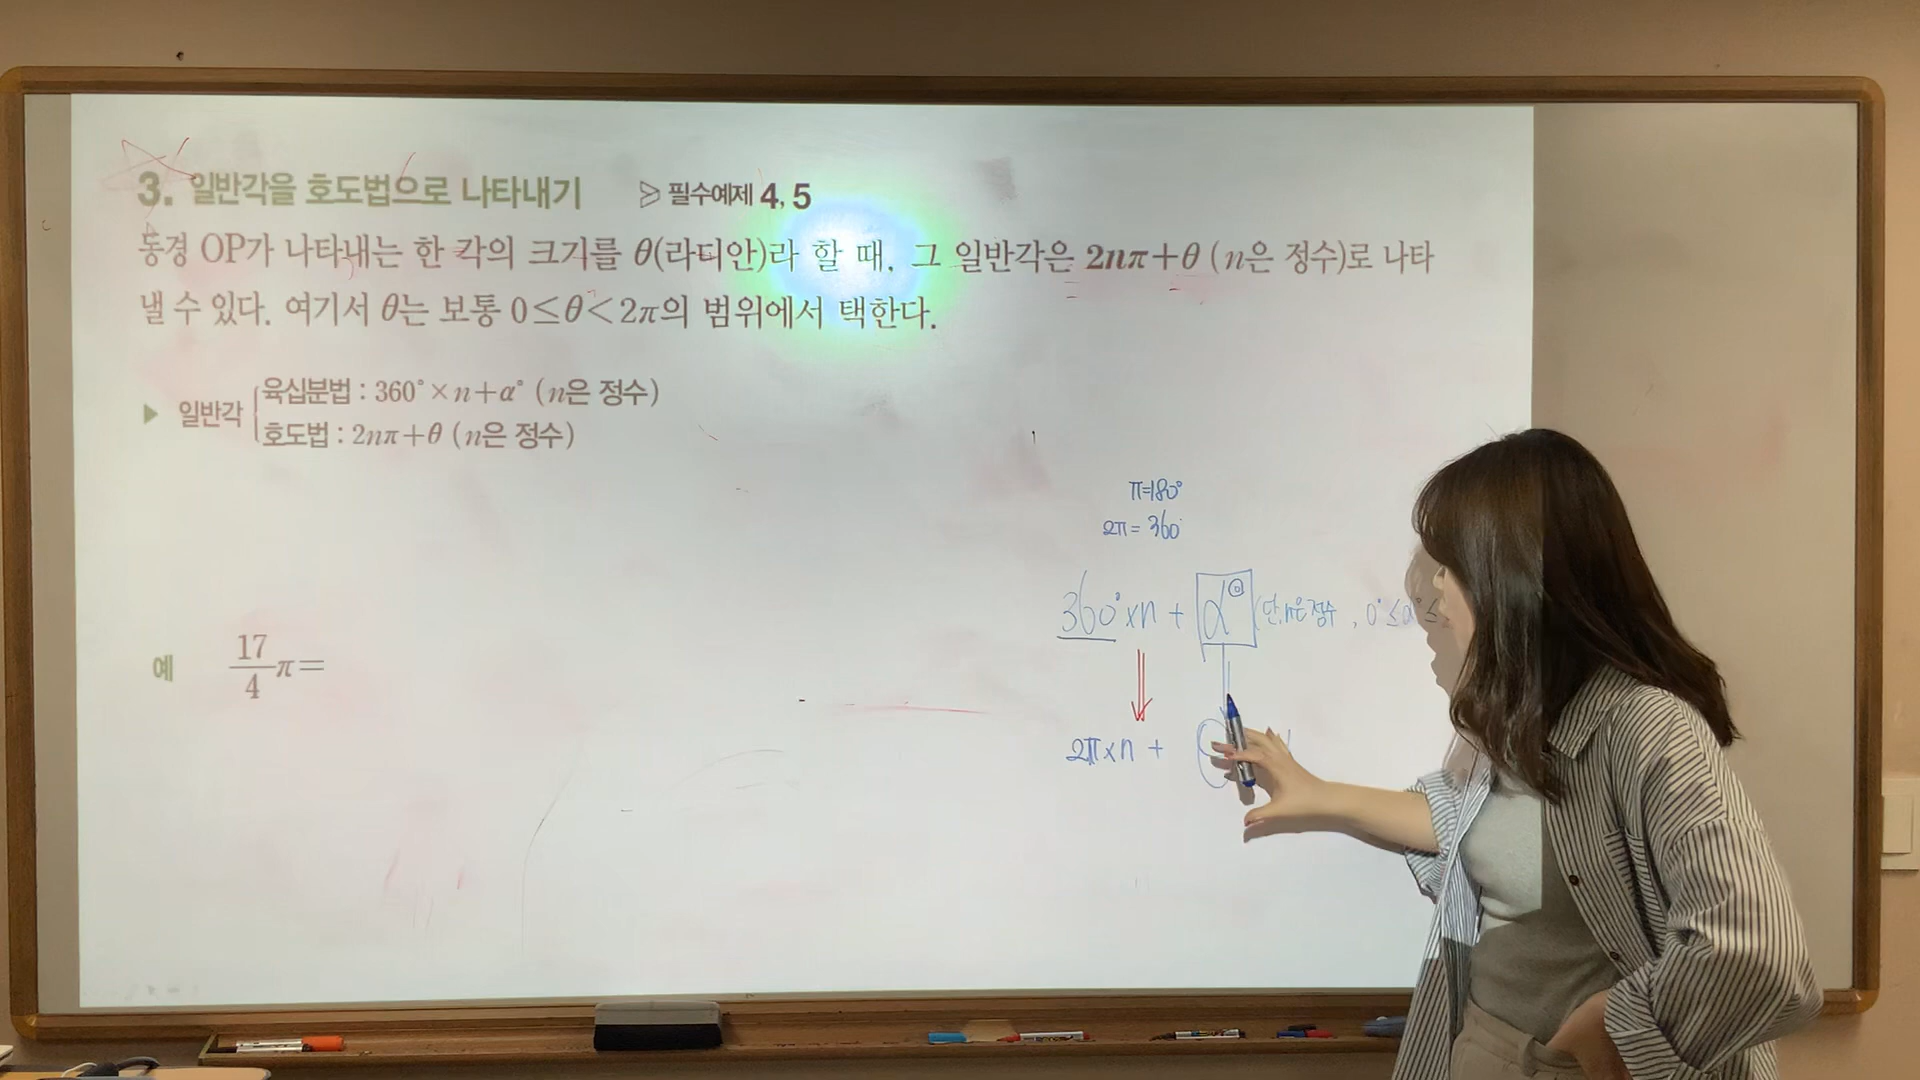 3. 일반각을 호도법으로 나타내기 ▷ 필수예제 4, 5
동경 OP가 나타내는 한 각의 크기를 θ(라디안)라 할 때, 그 일반각은 2nπ+θ (n은 정수)로 나타
낼 수 있다. 여기서 θ는 보통 0≤θ<2π의 범위에서 택한다.
▶ 일반각
육십분법 : 360°×n+α° (n은 정수)
호도법 : 2nπ+θ (n은 정수)
π=180°
2π=360°
360°×n + α° (단, n은 정수, 0°≤α°≤
2π×n +
예 17/4 π=